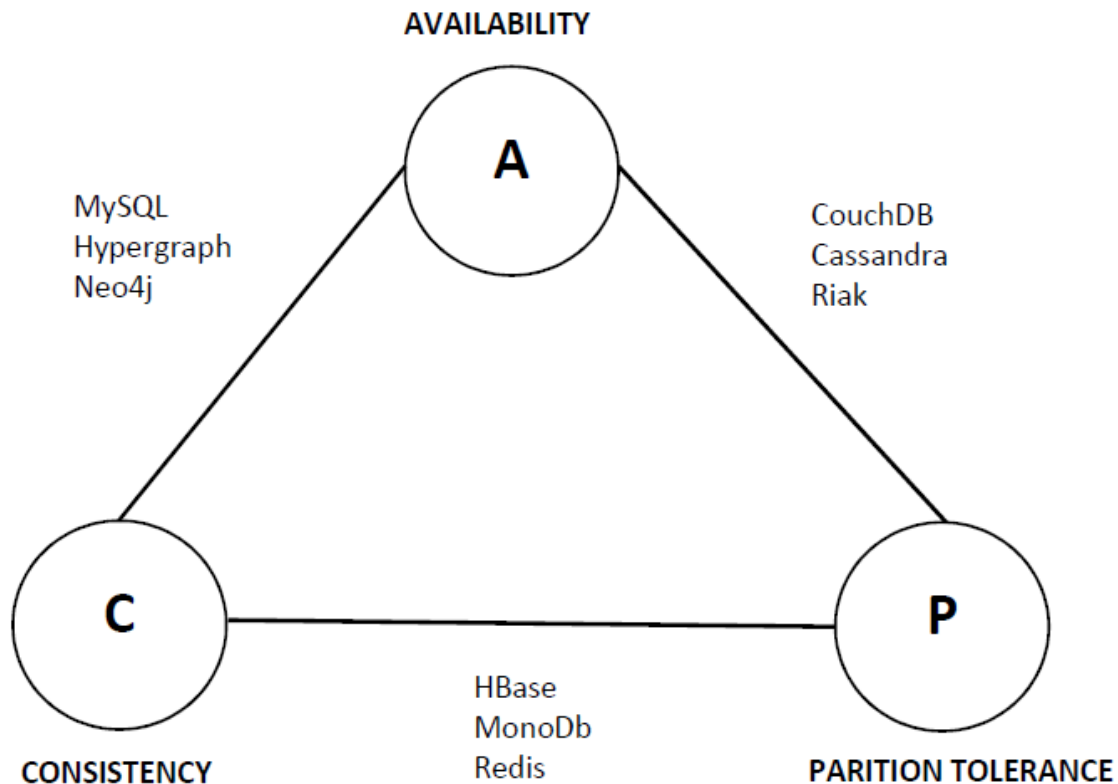 AVAILABILITY
A
MySQL
Hypergraph
Neo4j
CouchDB
Cassandra
Riak
C
P
HBase
MonoDb
Redis
CONSISTENCY
PARITION TOLERANCE